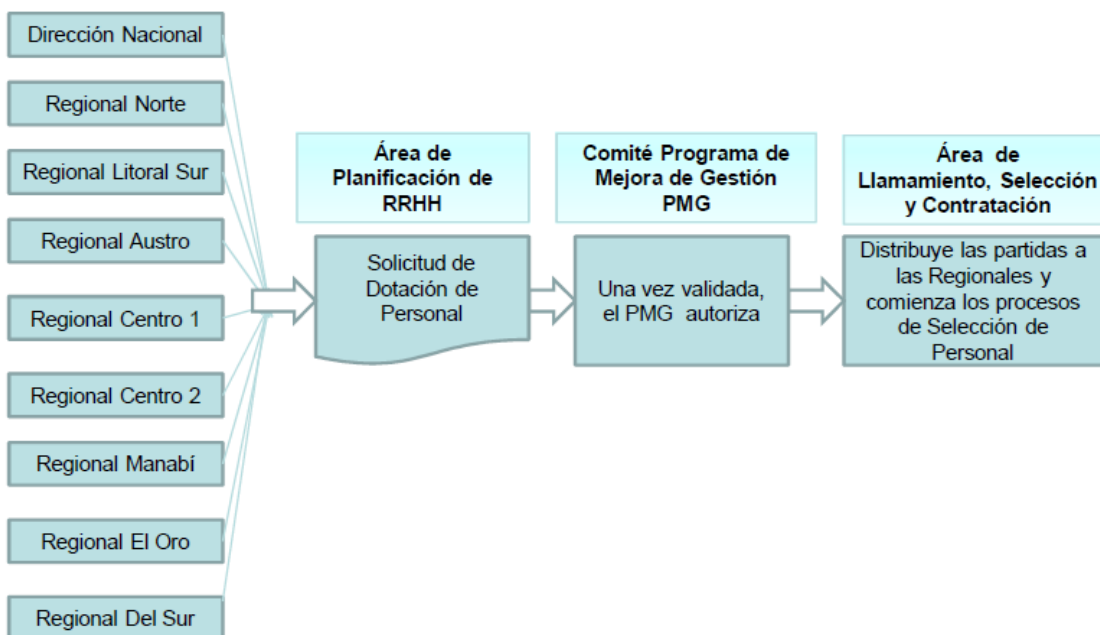 Dirección Nacional
Regional Norte
Regional Litoral Sur
Regional Austro
Regional Centro 1
Regional Centro 2
Regional Manabí
Regional El Oro
Regional Del Sur
Área de
Planificación de
RRHH
Solicitud de
Dotación de
Personal
Comité Programa de
Mejora de Gestión
PMG
Una vez validada,
el PMG autoriza
Área de
Llamamiento, Selección
y Contratación
Distribuye las partidas a
las Regionales y
comienza los procesos
de Selección de
Personal